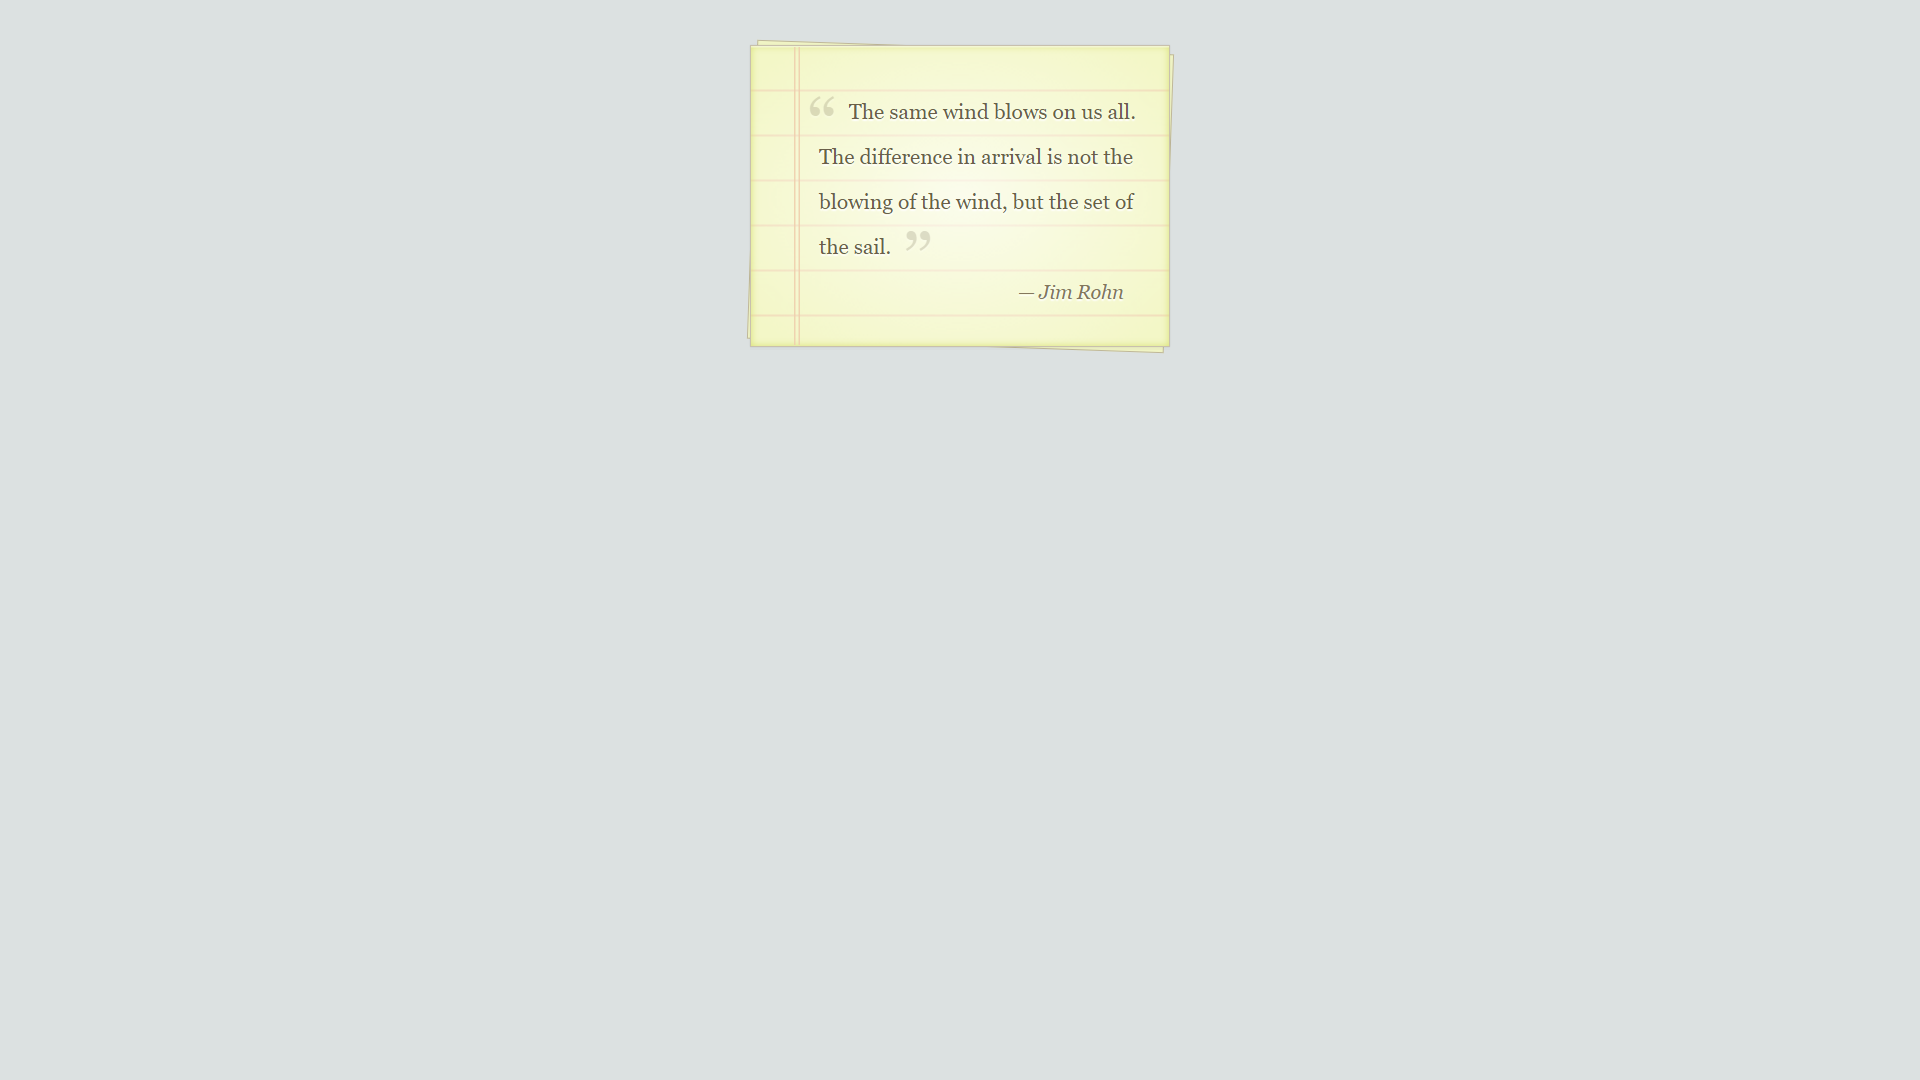 “ The same wind blows on us all.
The difference in arrival is not the
blowing of the wind, but the set of
the sail. ”
— Jim Rohn